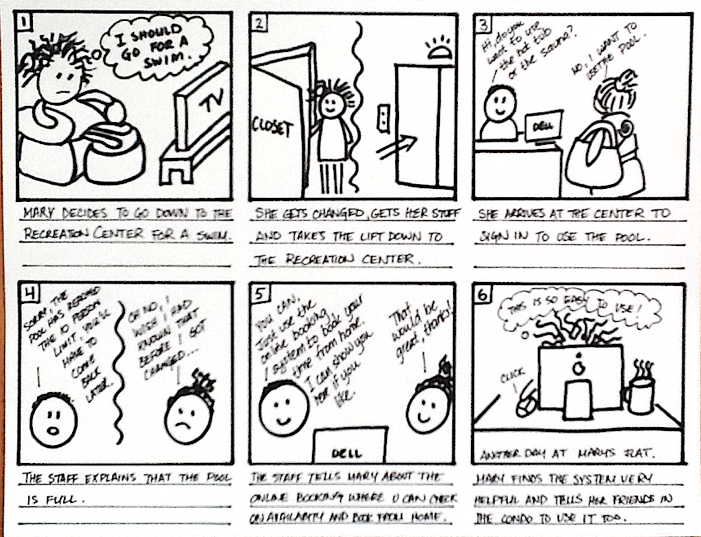 1
I SHOULD
GO FOR A
SWIM.
TV
MARY DECIDES TO GO DOWN TO THE
RECREATION CENTER FOR A SWIM.
2
CLOSET
SHE GETS CHANGED, GETS HER STUFF
AND TAKES THE LIFT DOWN TO
THE RECREATION CENTER.
3
Hi, do you
want to use
the hot tub
or the sauna?
NO, I WANT TO
USE THE POOL.
DELL
SHE ARRIVES AT THE CENTER TO
SIGN IN TO USE THE POOL.
4
SORRY, THE
POOL HAS REACHED
THE 10 PERSON
LIMIT, YOU'LL
HAVE TO
COME
BACK
LATER.
OH NO, I
WISH I HAD
KNOWN THAT
BEFORE I GOT
CHANGED...
THE STAFF EXPLAINS THAT THE POOL
IS FULL.
5
YOU CAN,
Just use the
online booking
system to book your
time from home.
I can show you
here if you
like.
That
would be
great, thanks!
DELL
THE STAFF TELLS MARY ABOUT THE
ONLINE BOOKING WHERE U CAN CHECK
ON AVAILABILITY AND BOOK FROM HOME.
6
THIS IS SO EASY TO USE!
CLICK
ANOTHER DAY AT MARYS FLAT.
MARY FINDS THE SYSTEM VERY
HELPFUL AND TELLS HER FRIENDS IN
THE CONDO TO USE IT TOO.